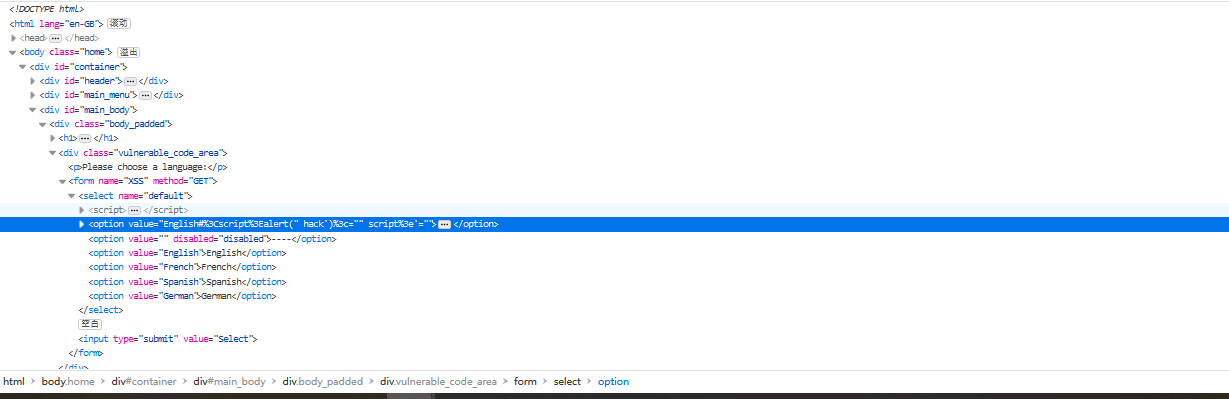 <!DOCTYPE html>
<html lang="en-GB"> 滚动
<head> ••• </head>
<body class="home"> 溢出
<div id="container">
<div id="header"> ••• </div>
<div id="main_menu"> ••• </div>
<div id="main_body">
<div class="body_padded">
<h1> ••• </h1>
<div class="vulnerable_code_area">
<p>Please choose a language:</p>
<form name="XSS" method="GET">
<select name="default">
<script> ••• </script>
<option value="English#%3Cscript%3Ealert(" hack')%3c="" script%3e'=""> ••• </option>
<option value="" disabled="disabled">----</option>
<option value="English">English</option>
<option value="French">French</option>
<option value="Spanish">Spanish</option>
<option value="German">German</option>
</select>
空白
<input type="submit" value="Select">
</form>
</div>
html > body.home > div#container > div#main_body > div.body_padded > div.vulnerable_code_area > form > select > option